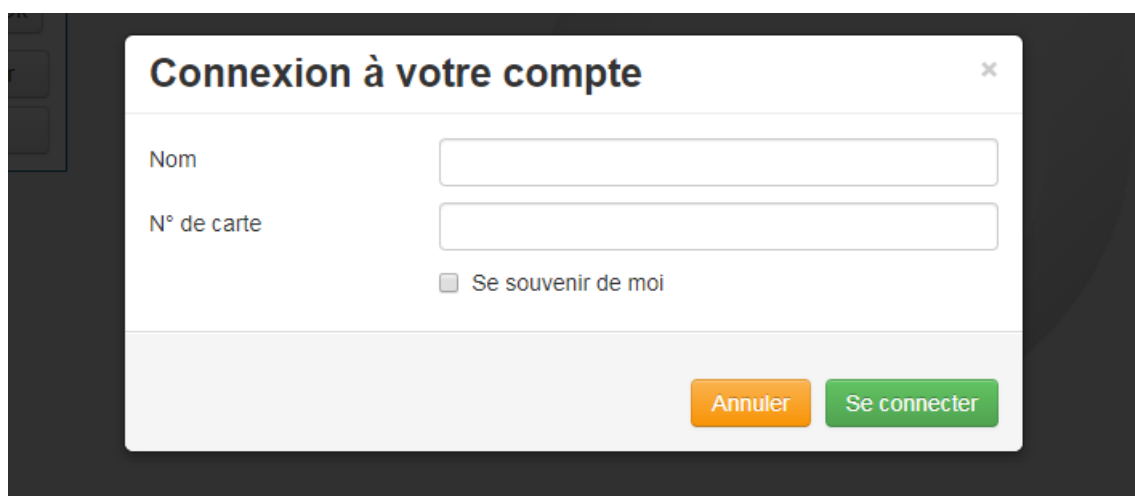 Connexion à votre compte ×
Nom
N° de carte
Se souvenir de moi
Annuler Se connecter